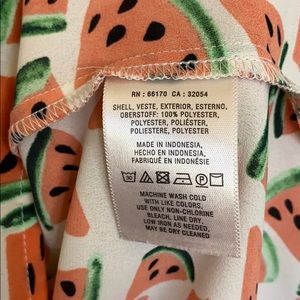 RN : 66170 CA : 32054
SHELL, VESTE, EXTERIOR, ESTERNO,
OBERSTOFF: 100% POLYESTER,
POLYESTER, POLIÉSTER,
POLIESTERE, POLYESTER
MADE IN INDONESIA,
HECHO EN INDONESIA,
FABRIQUÉ EN INDONÉSIE
MACHINE WASH COLD
WITH LIKE COLORS,
USE ONLY NON-CHLORINE
BLEACH, LINE DRY,
LOW IRON AS NEEDED,
MAY BE DRY CLEANED